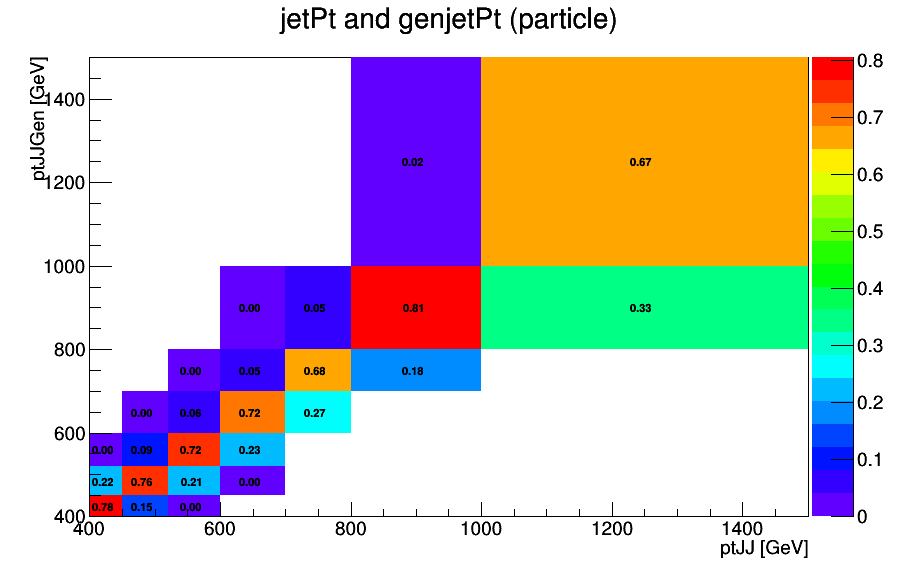 jetPt and genjetPt (particle)
ptJJGen [GeV]
1400
1200
1000
800
600
400
0.02 0.67
0.00 0.05 0.81 0.33
0.00 0.05 0.68 0.18
0.00 0.06 0.72 0.27
0.00 0.09 0.72 0.23
0.22 0.76 0.21 0.00
0.78 0.15 0.00
400 600 800 1000 1200 1400
ptJJ [GeV]
0.8
0.7
0.6
0.5
0.4
0.3
0.2
0.1
0